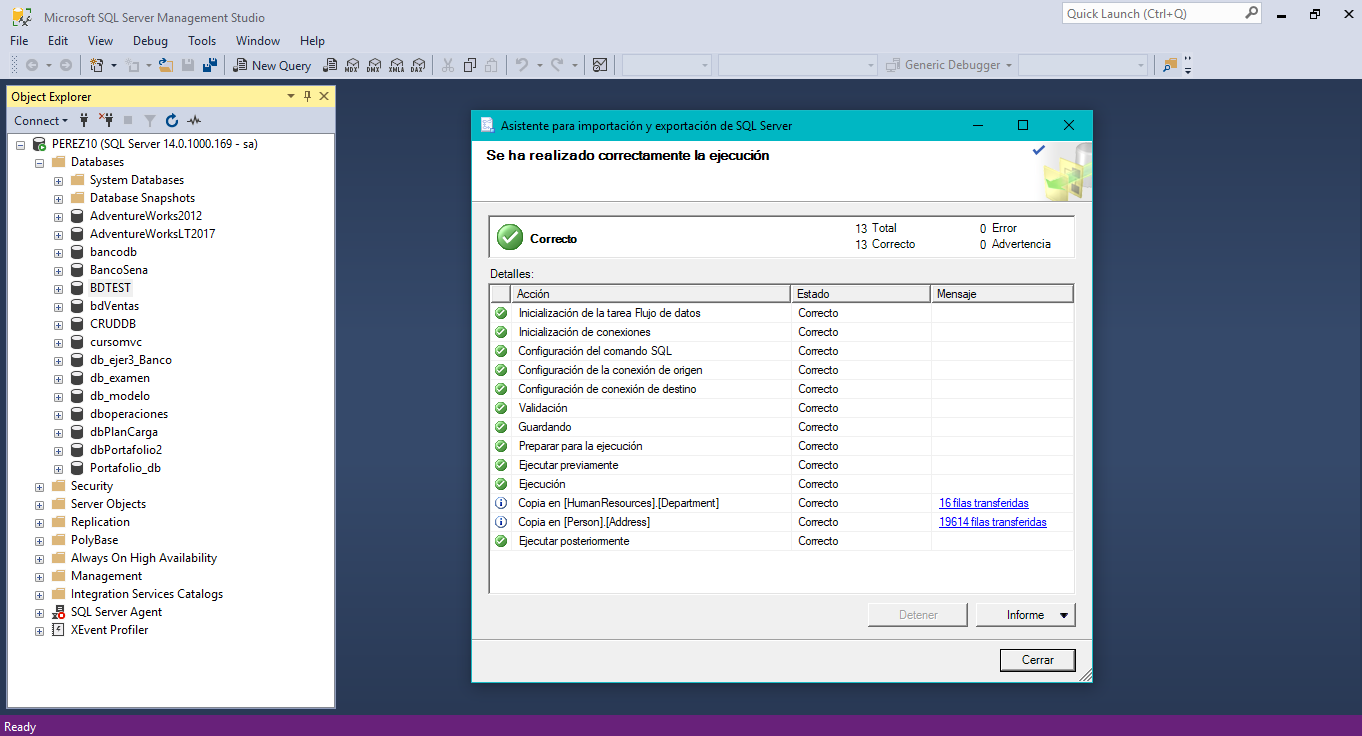 Microsoft SQL Server Management Studio
Quick Launch (Ctrl+Q)
File Edit View Debug Tools Window Help
New Query MDX DMX XMLA DAX Generic Debugger
Object Explorer
Connect
PEREZ10 (SQL Server 14.0.1000.169 - sa)
Databases
System Databases
Database Snapshots
AdventureWorks2012
AdventureWorksLT2017
bancodb
BancoSena
BDTEST
bdVentas
CRUDDB
cursomvc
db_ejer3_Banco
db_examen
db_modelo
dboperaciones
dbPlanCarga
dbPortafolio2
Portafolio_db
Security
Server Objects
Replication
PolyBase
Always On High Availability
Management
Integration Services Catalogs
SQL Server Agent
XEvent Profiler
Asistente para importación y exportación de SQL Server
Se ha realizado correctamente la ejecución
Correcto
13 Total 0 Error
13 Correcto 0 Advertencia
Detalles:
Acción Estado Mensaje
Inicialización de la tarea Flujo de datos Correcto
Inicialización de conexiones Correcto
Configuración del comando SQL Correcto
Configuración de la conexión de origen Correcto
Configuración de conexión de destino Correcto
Validación Correcto
Guardando Correcto
Preparar para la ejecución Correcto
Ejecutar previamente Correcto
Ejecución Correcto
Copia en [HumanResources].[Department] Correcto 16 filas transferidas
Copia en [Person].[Address] Correcto 19614 filas transferidas
Ejecutar posteriormente Correcto
Detener Informe
Cerrar
Ready